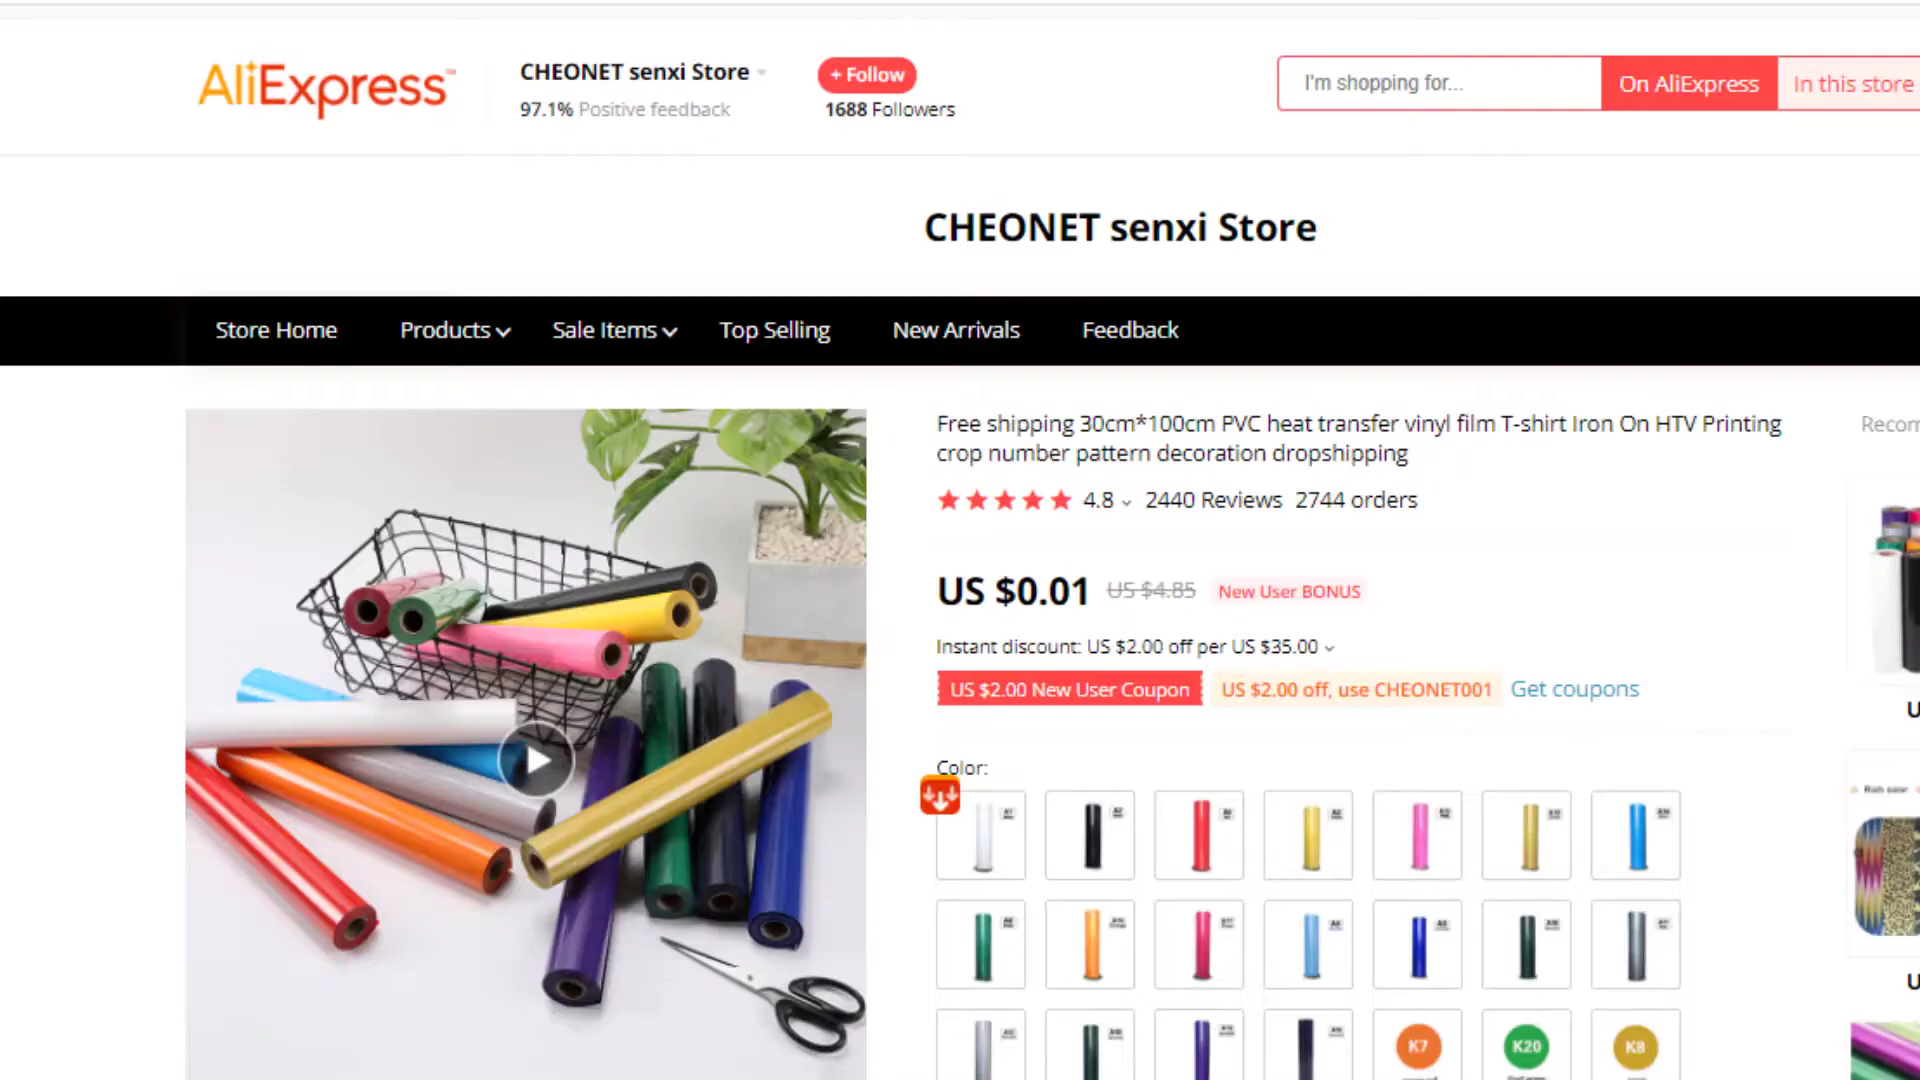 AliExpress™
CHEONET senxi Store
97.1% Positive feedback
+ Follow
1688 Followers
I'm shopping for...
On AliExpress
In this store
CHEONET senxi Store
Store Home
Products
Sale Items
Top Selling
New Arrivals
Feedback
Free shipping 30cm*100cm PVC heat transfer vinyl film T-shirt Iron On HTV Printing
crop number pattern decoration dropshipping
4.8
2440 Reviews
2744 orders
Recom
US $0.01
US $4.85
New User BONUS
Instant discount: US $2.00 off per US $35.00
US $2.00 New User Coupon
US $2.00 off, use CHEONET001
Get coupons
U
Color:
U
K7
K20
K8